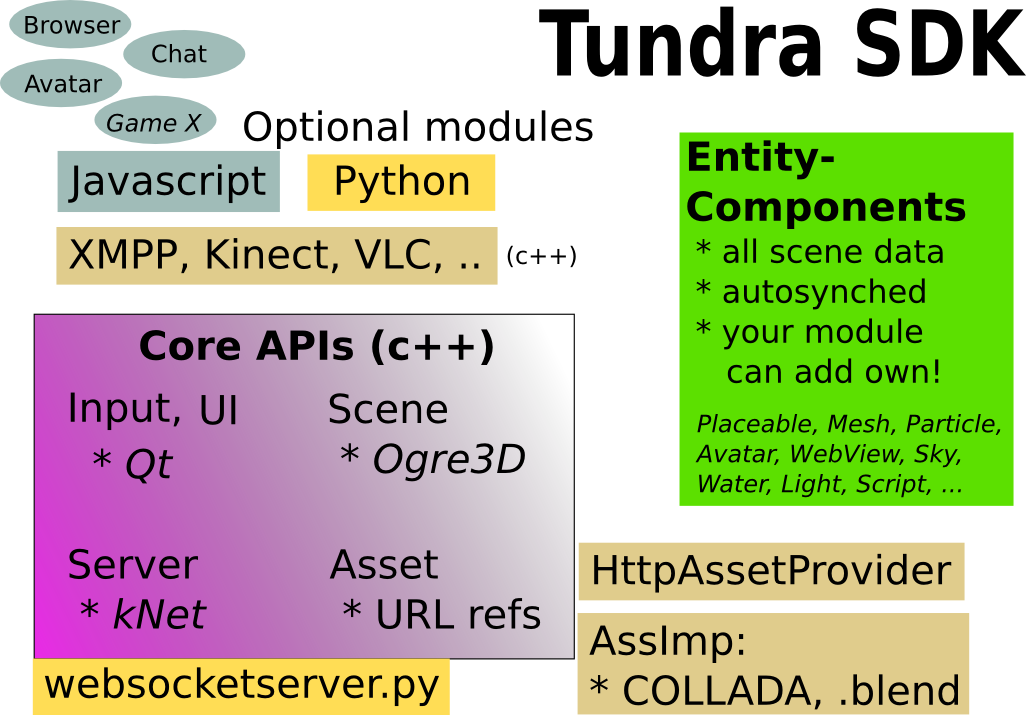 Tundra SDK
Browser
Chat
Avatar
Game X
Optional modules
Javascript
Python
XMPP, Kinect, VLC, .. (c++)
Core APIs (c++)
Input, UI
* Qt
Scene
* Ogre3D
Server
* kNet
Asset
* URL refs
websocketserver.py
Entity-
Components
* all scene data
* autosynched
* your module
can add own!
Placeable, Mesh, Particle,
Avatar, WebView, Sky,
Water, Light, Script, ...
HttpAssetProvider
AssImp:
* COLLADA, .blend